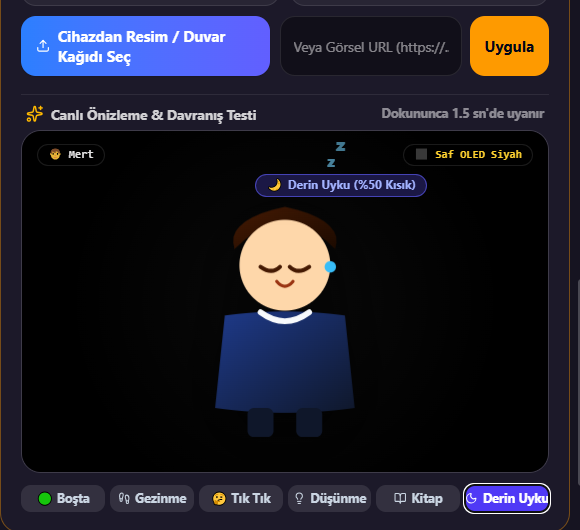 Cihazdan Resim / Duvar
Kağıdı Seç
Veya Görsel URL (https://..
Uygula
Canlı Önizleme & Davranış Testi
Dokununca 1.5 sn'de uyanır
Mert
z
z
Saf OLED Siyah
Derin Uyku (%50 Kısık)
Boşta
Gezinme
Tık Tık
Düşünme
Kitap
Derin Uyku